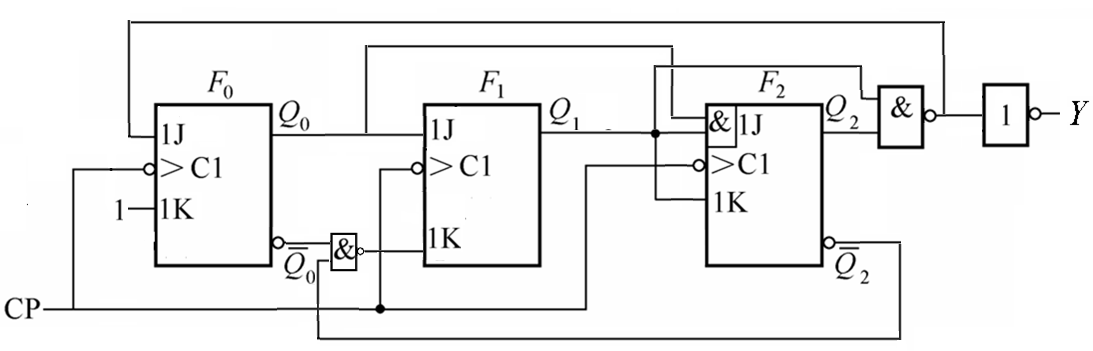 F₀ F₁ F₂
Q₀ Q₁ Q₂
1J 1J & 1J & 1 Y
> C1 > C1 > C1
1 1K 1K 1K
Q̅₀ & Q̅₂
CP